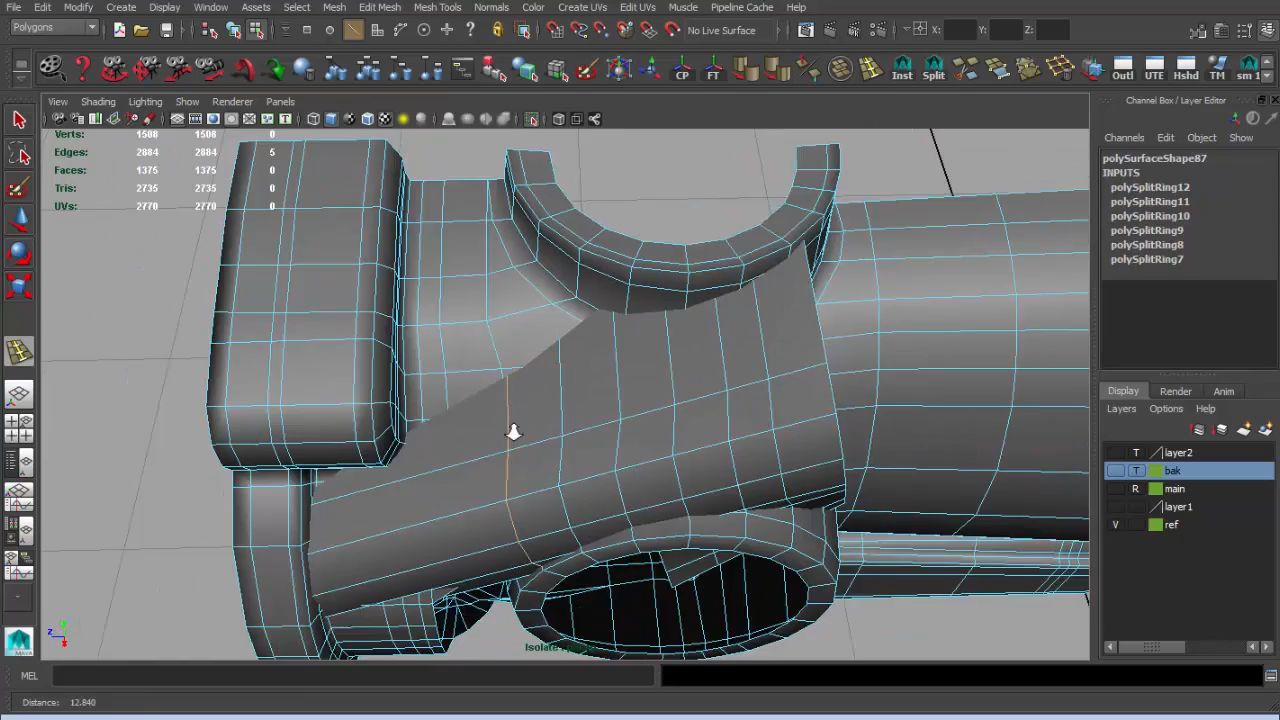 File Edit Modify Create Display Window Assets Select Mesh Edit Mesh Mesh Tools Normals Color Create UVs Edit UVs Muscle Pipeline Cache Help
Polygons No Live Surface X: Y: Z:
CP FT Inst Split Outl UTE Hshd TM sm 1
View Shading Lighting Show Renderer Panels
Channel Box / Layer Editor
Channels Edit Object Show
Verts: 1508 1508 0
Edges: 2884 2884 5
Faces: 1375 1375 0
Tris: 2735 2735 0
UVs: 2770 2770 0
polySurfaceShape87
INPUTS
polySplitRing12
polySplitRing11
polySplitRing10
polySplitRing9
polySplitRing8
polySplitRing7
Display Render Anim
Layers Options Help
T layer2
T bak
R main
layer1
V ref
y
z
x
MEL
Distance: 12.840